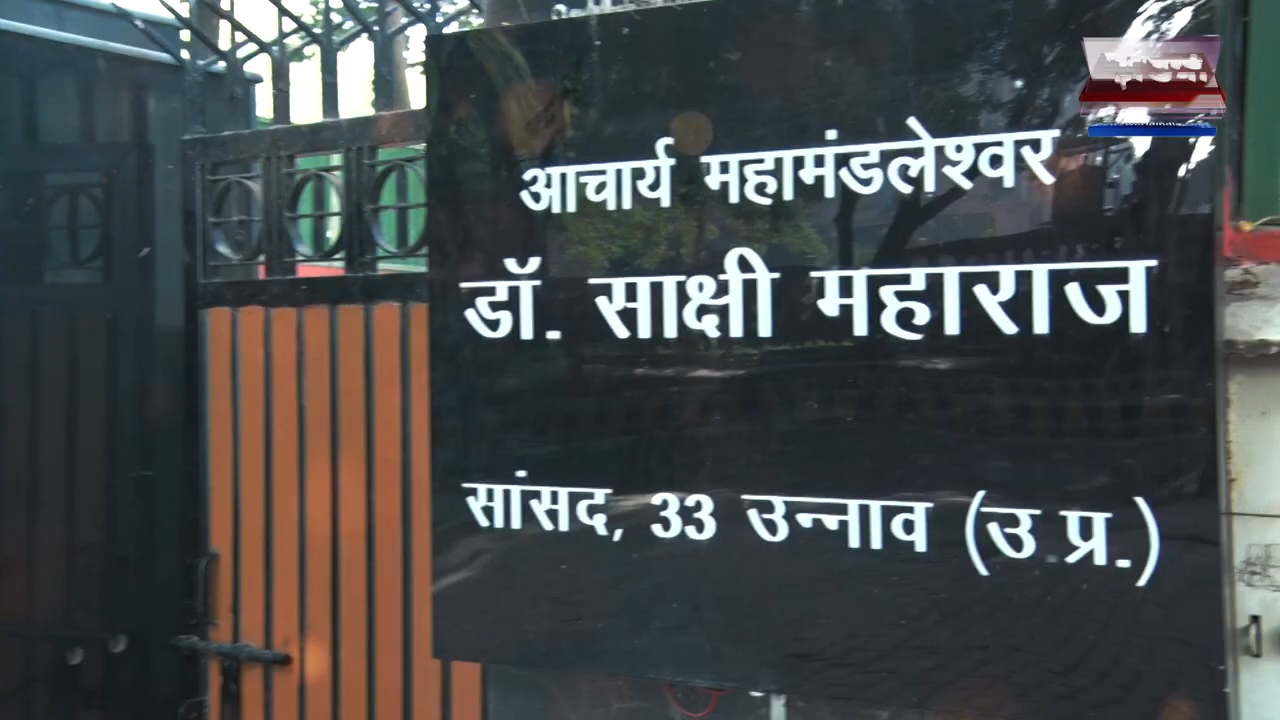 आचार्य महामंडलेश्वर
डॉ. साक्षी महाराज
सांसद, 33 उन्नाव (उ.प्र.)